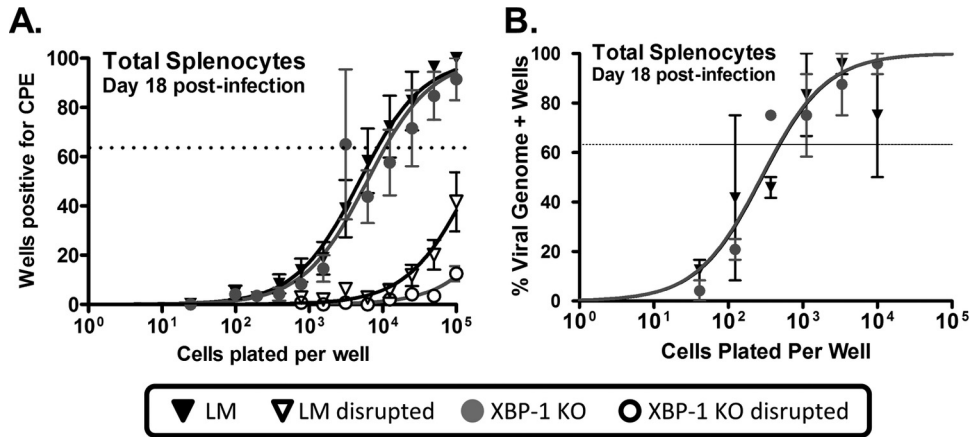 A.
Total Splenocytes
Day 18 post-infection
Wells positive for CPE
100
80
60
40
20
0
10^0 10^1 10^2 10^3 10^4 10^5
Cells plated per well
B.
Total Splenocytes
Day 18 post-infection
% Viral Genome + Wells
100
80
60
40
20
0
10^0 10^1 10^2 10^3 10^4 10^5
Cells Plated Per Well
LM LM disrupted XBP-1 KO XBP-1 KO disrupted